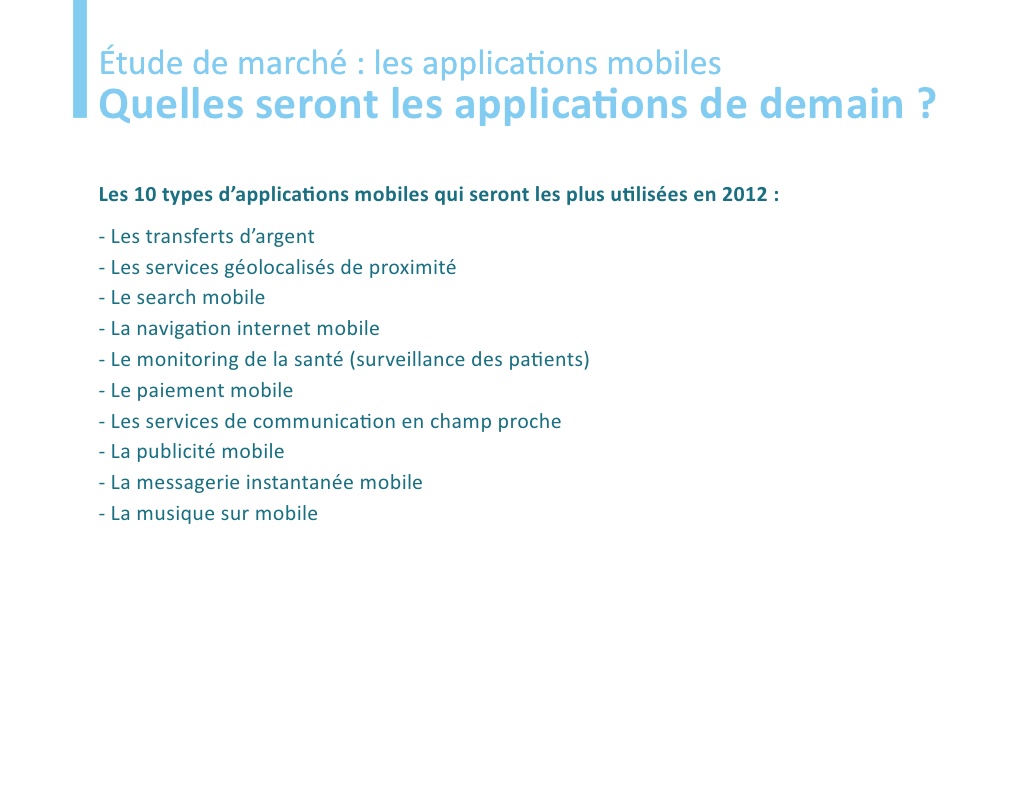 Étude de marché : les applications mobiles
Quelles seront les applications de demain ?
Les 10 types d’applications mobiles qui seront les plus utilisées en 2012 :
- Les transferts d’argent
- Les services géolocalisés de proximité
- Le search mobile
- La navigation internet mobile
- Le monitoring de la santé (surveillance des patients)
- Le paiement mobile
- Les services de communication en champ proche
- La publicité mobile
- La messagerie instantanée mobile
- La musique sur mobile